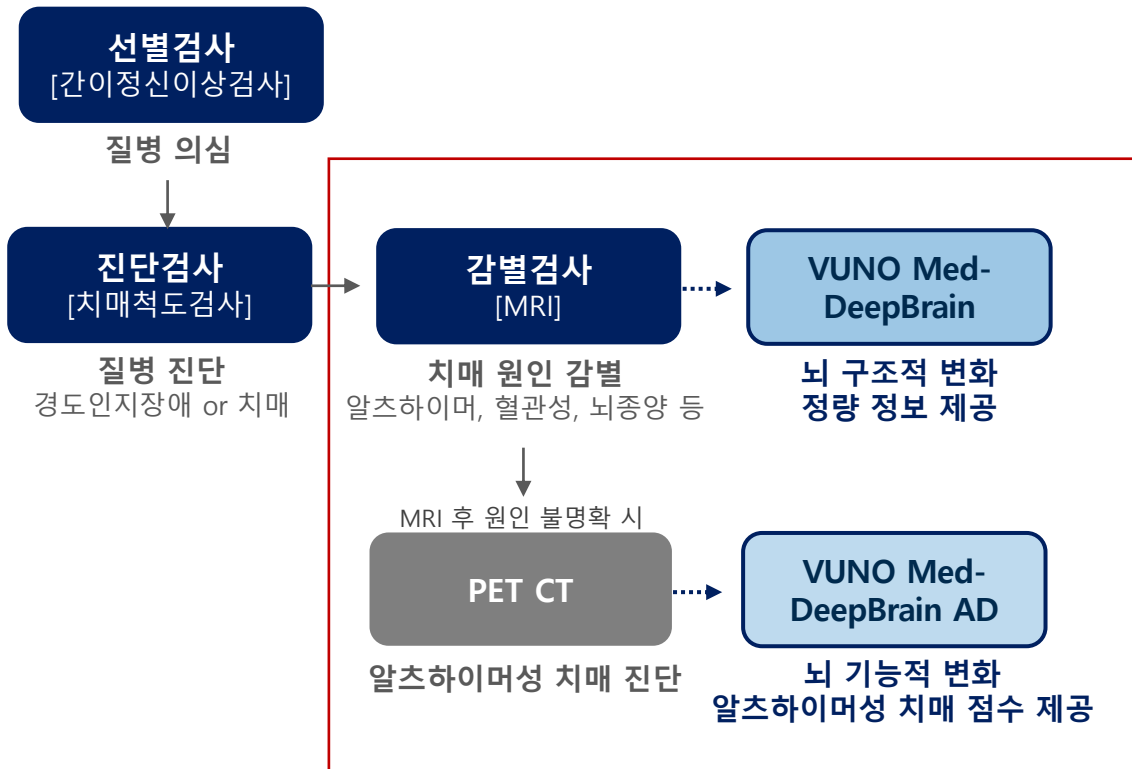 선별검사
[간이정신이상검사]
질병 의심
진단검사
[치매척도검사]
질병 진단
경도인지장애 or 치매
감별검사
[MRI]
치매 원인 감별
알츠하이머, 혈관성, 뇌종양 등
VUNO Med-
DeepBrain
뇌 구조적 변화
정량 정보 제공
MRI 후 원인 불명확 시
PET CT
알츠하이머성 치매 진단
VUNO Med-
DeepBrain AD
뇌 기능적 변화
알츠하이머성 치매 점수 제공